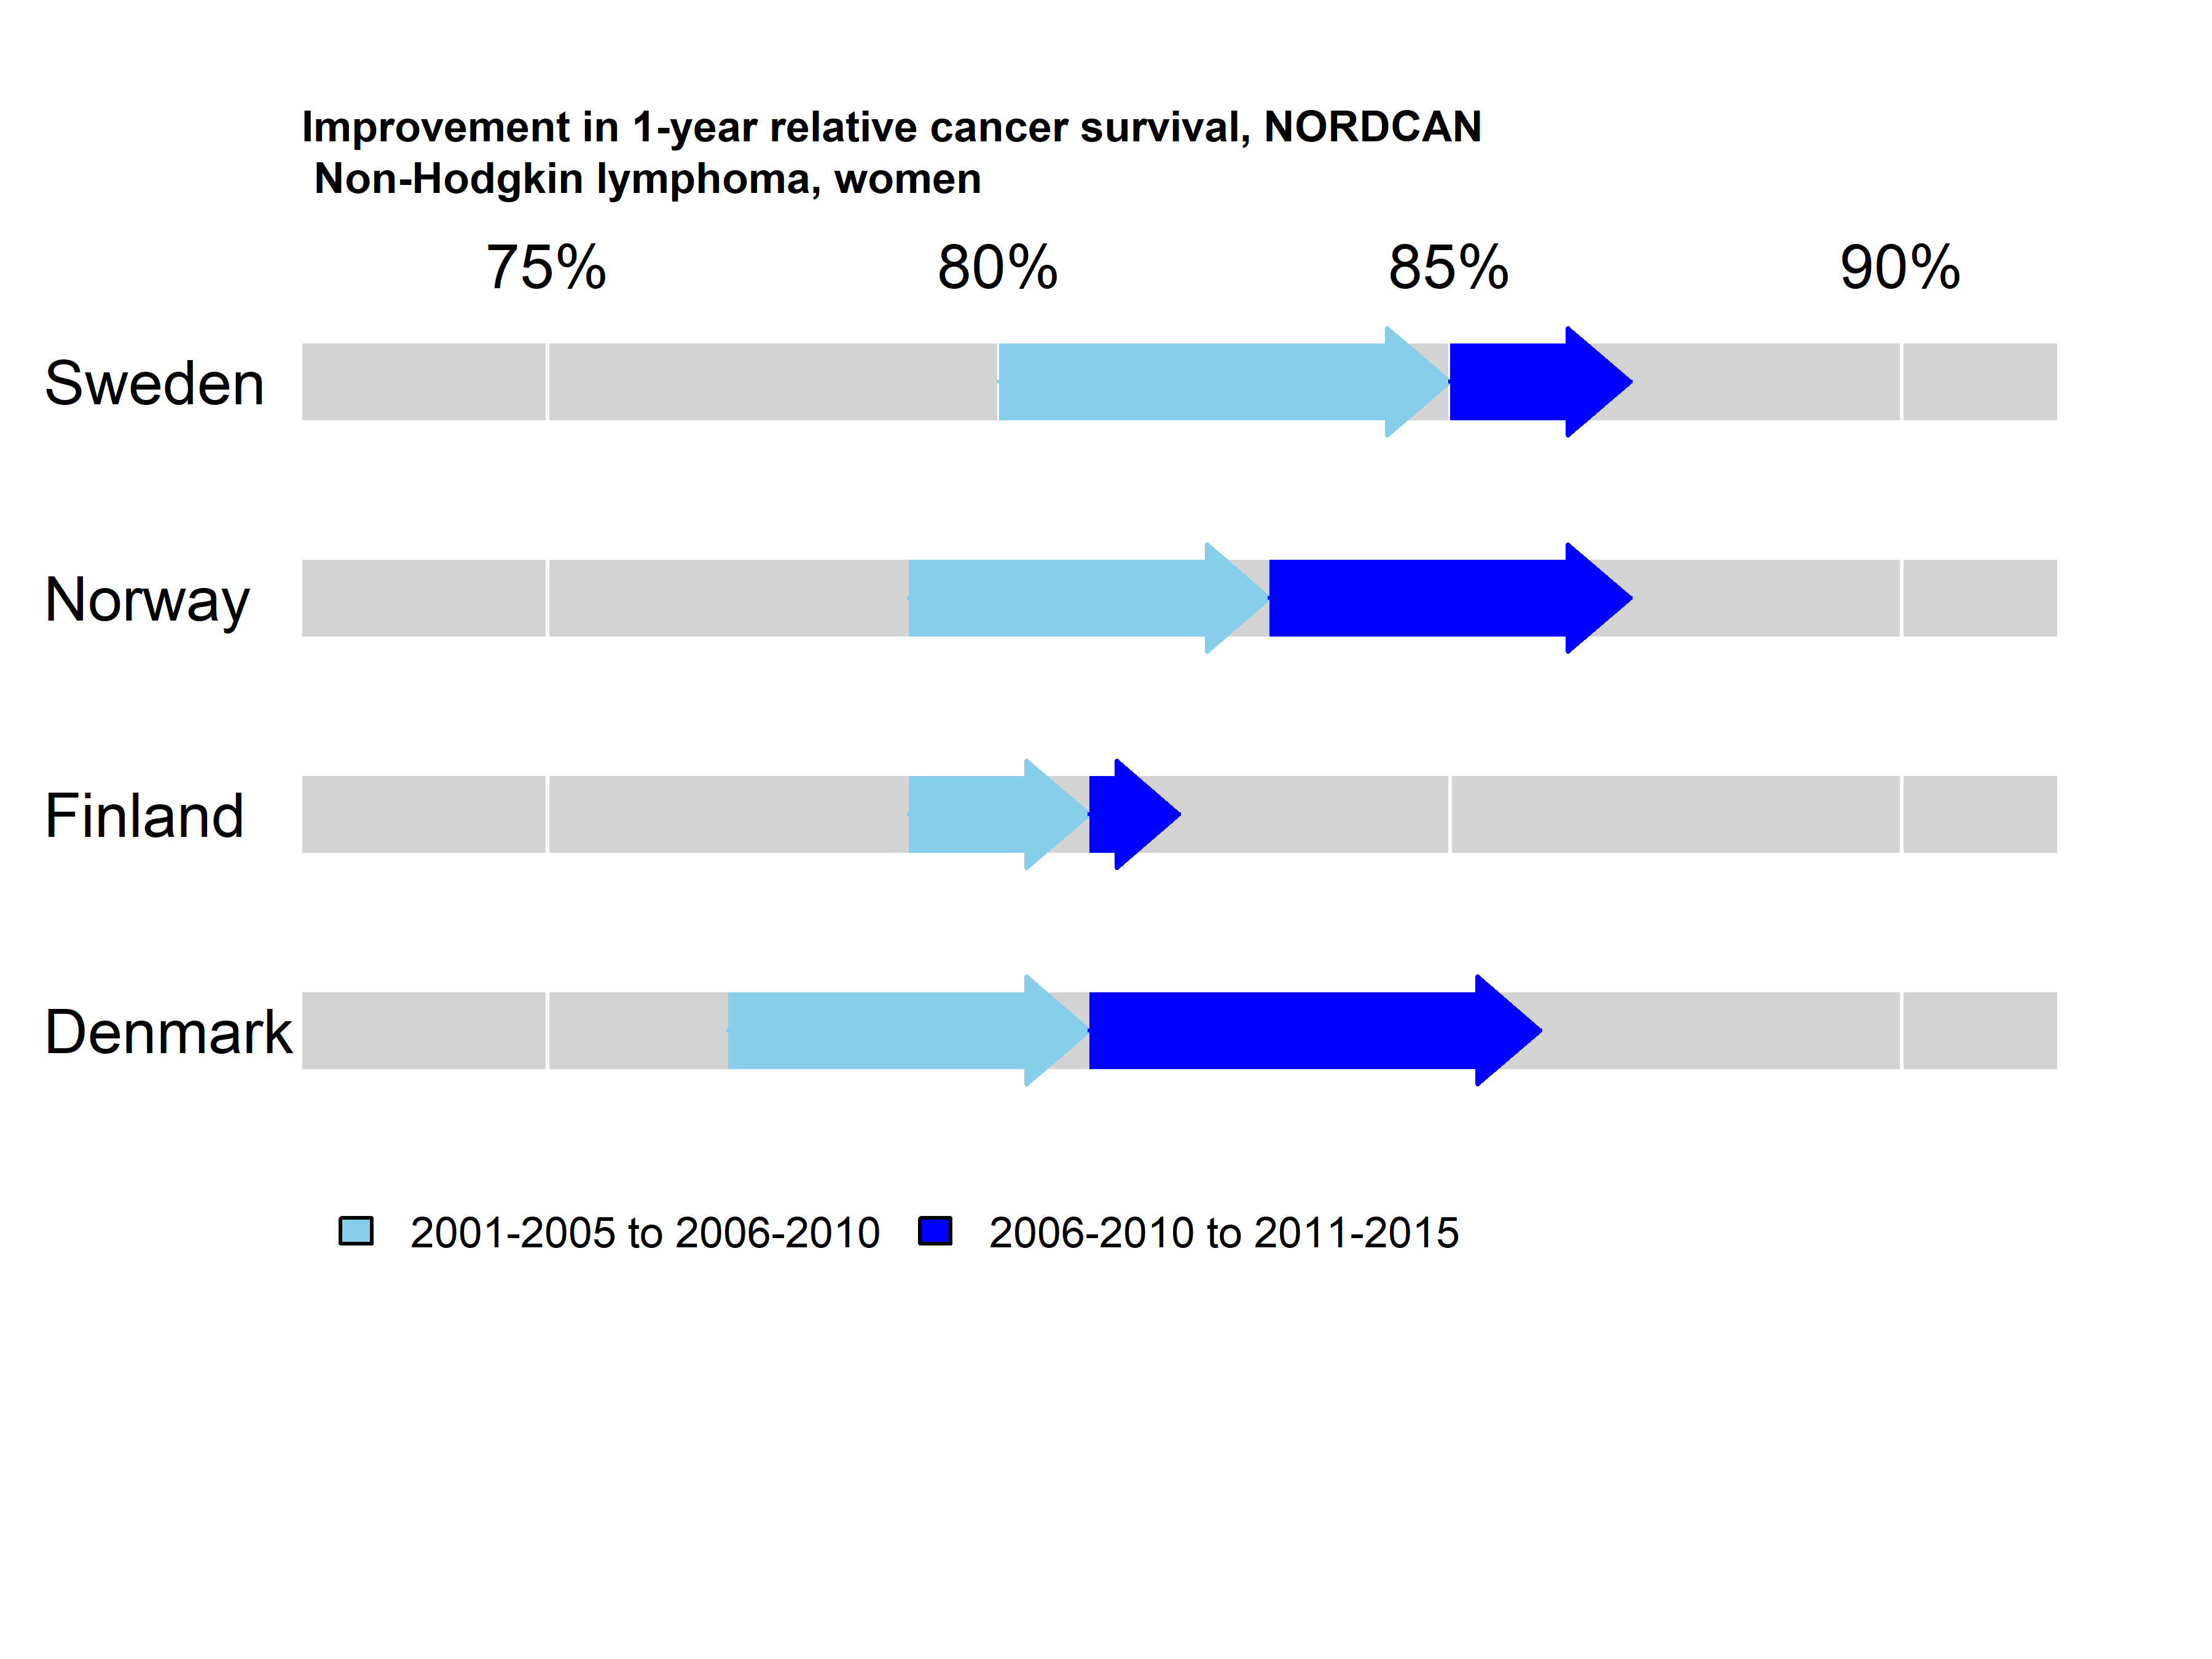 Improvement in 1-year relative cancer survival, NORDCAN
Non-Hodgkin lymphoma, women
75% 80% 85% 90%
Sweden
Norway
Finland
Denmark
2001-2005 to 2006-2010 2006-2010 to 2011-2015